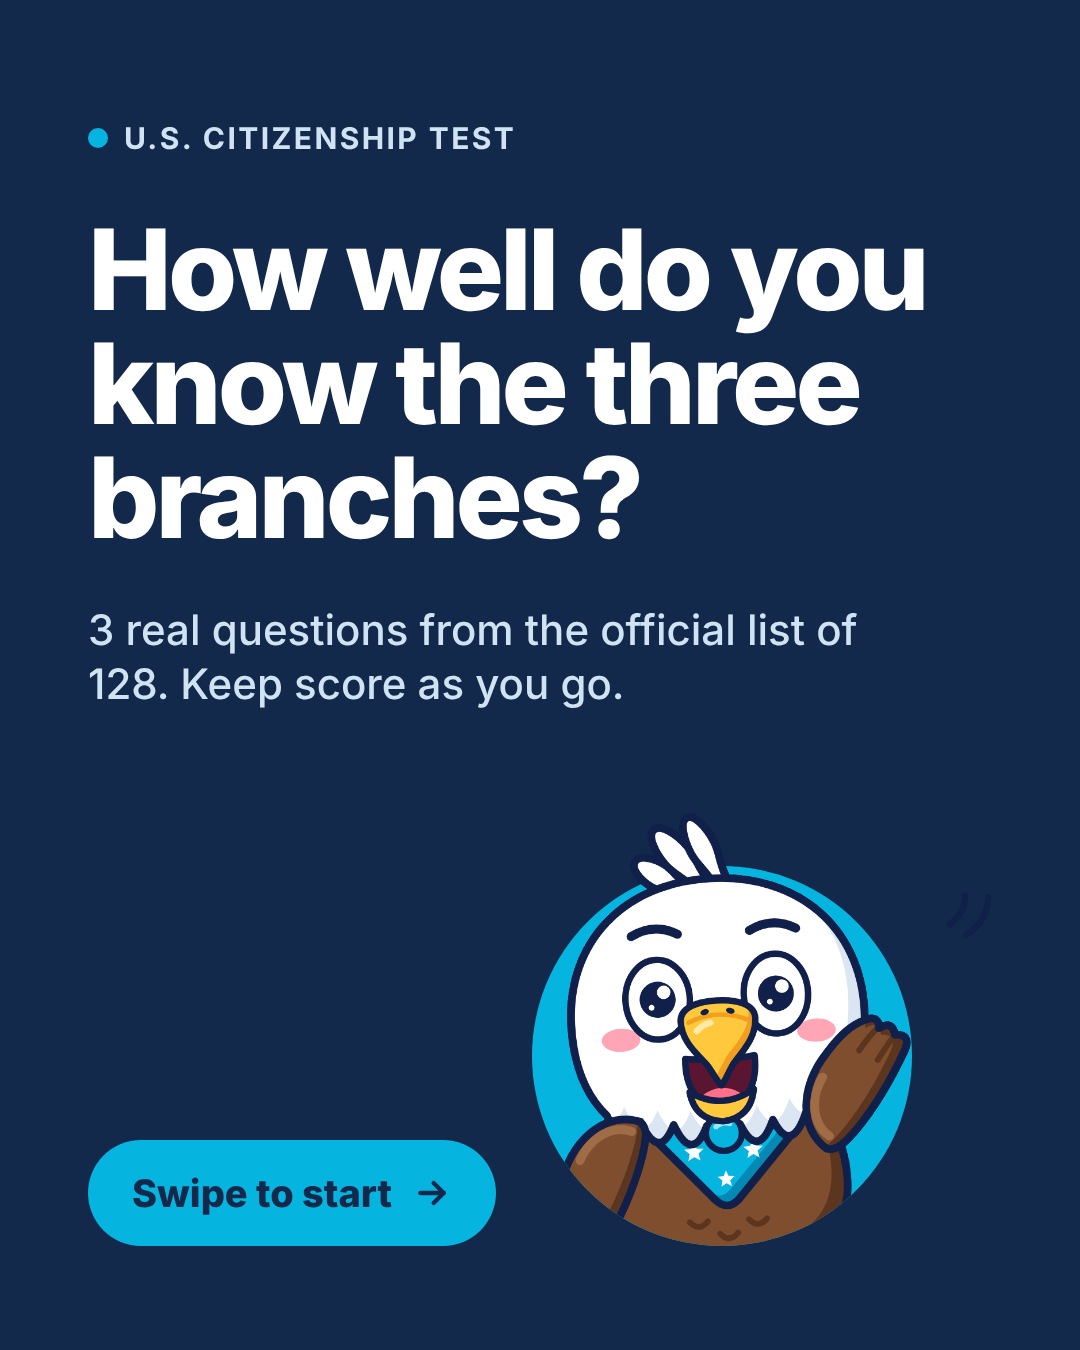 U.S. CITIZENSHIP TEST
How well do you
know the three
branches?
3 real questions from the official list of
128. Keep score as you go.
Swipe to start →